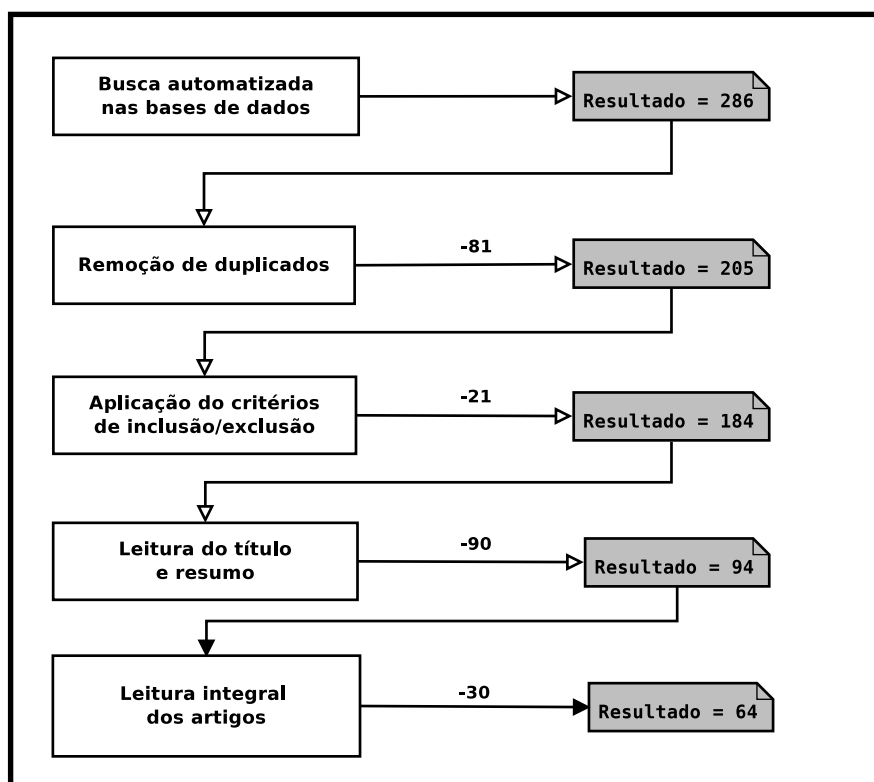 Busca automatizada
nas bases de dados
Resultado = 286
Remoção de duplicados
-81
Resultado = 205
Aplicação do critérios
de inclusão/exclusão
-21
Resultado = 184
Leitura do título
e resumo
-90
Resultado = 94
Leitura integral
dos artigos
-30
Resultado = 64